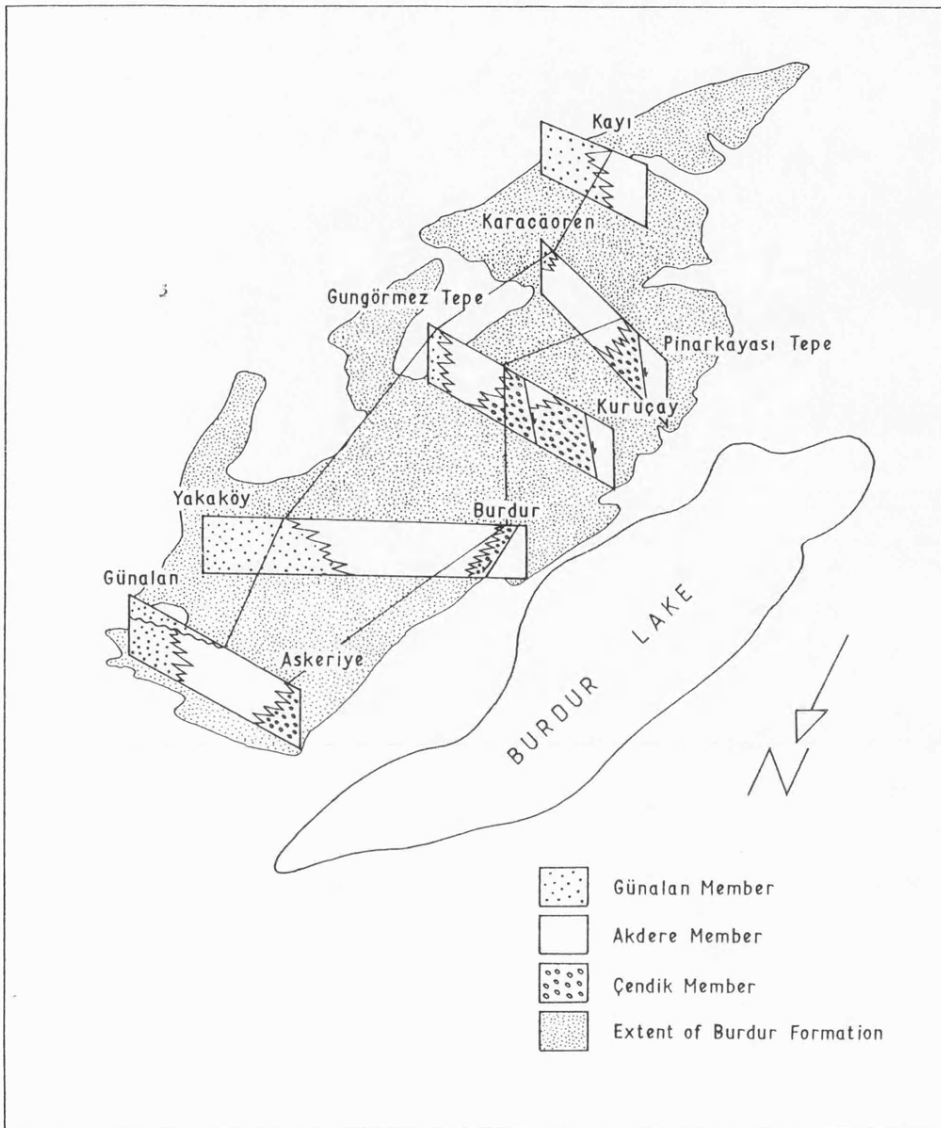 Kayı
Karacäoren
Gungörmez Tepe
Pinarkayası Tepe
Kuruçay
Yakaköy
Burdur
Günalan
Askeriye
BURDUR LAKE
N
Günalan Member
Akdere Member
Çendik Member
Extent of Burdur Formation